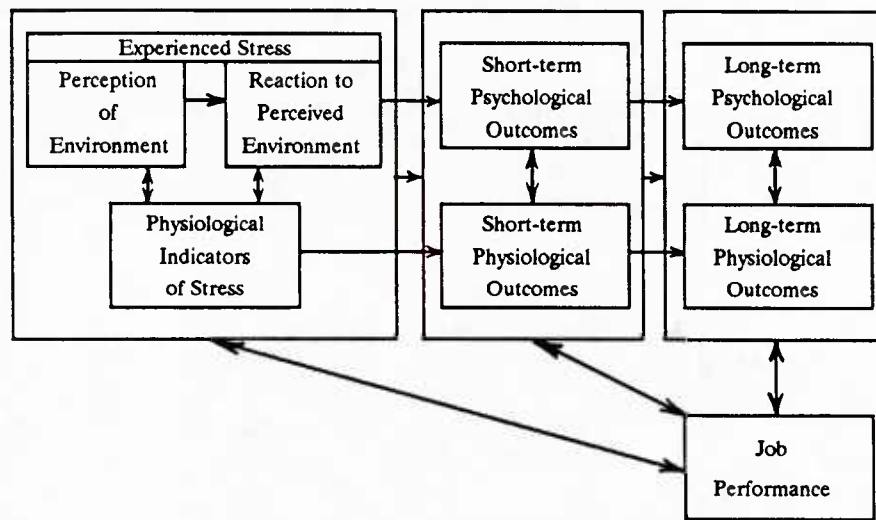 Experienced Stress
Perception
of
Environment
Reaction to
Perceived
Environment
Physiological
Indicators
of Stress
Short-term
Psychological
Outcomes
Short-term
Physiological
Outcomes
Long-term
Psychological
Outcomes
Long-term
Physiological
Outcomes
Job
Performance